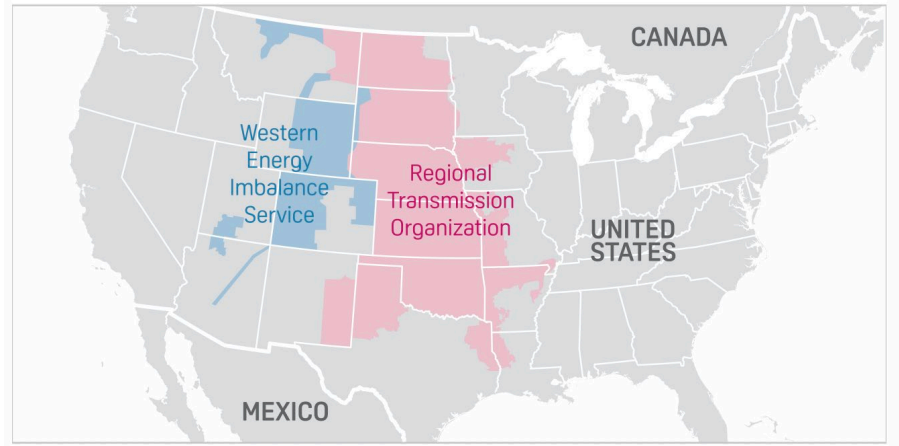 CANADA
Western
Energy
Imbalance
Service
Regional
Transmission
Organization
UNITED
STATES
MEXICO